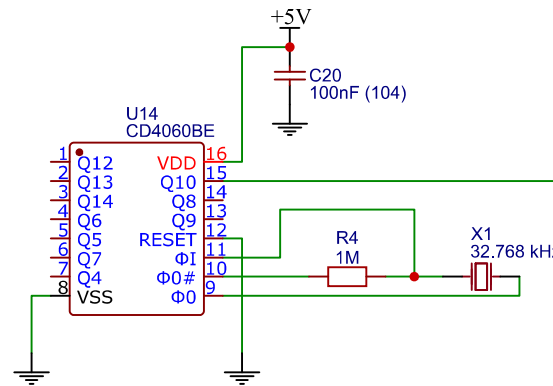 +5V
C20
100nF (104)
U14
CD4060BE
1 Q12 VDD 16
2 Q13 Q10 15
3 Q14 Q8 14
4 Q6 Q9 13
5 Q5 RESET 12
6 Q7 ΦI 11
7 Q4 Φ0# 10
8 VSS Φ0 9
R4
1M
X1
32.768 kHz